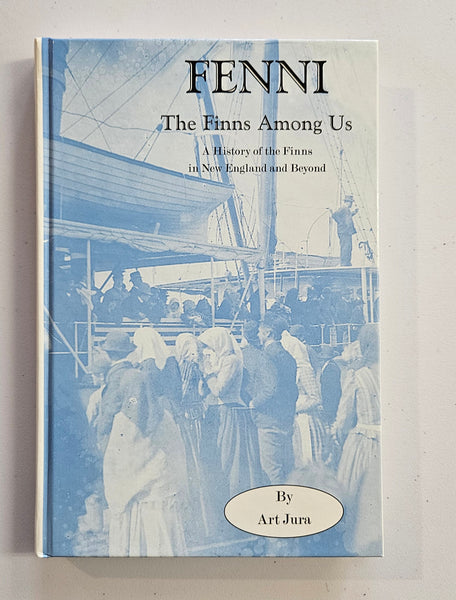 FENNI
The Finns Among Us
A History of the Finns
in New England and Beyond
By
Art Jura